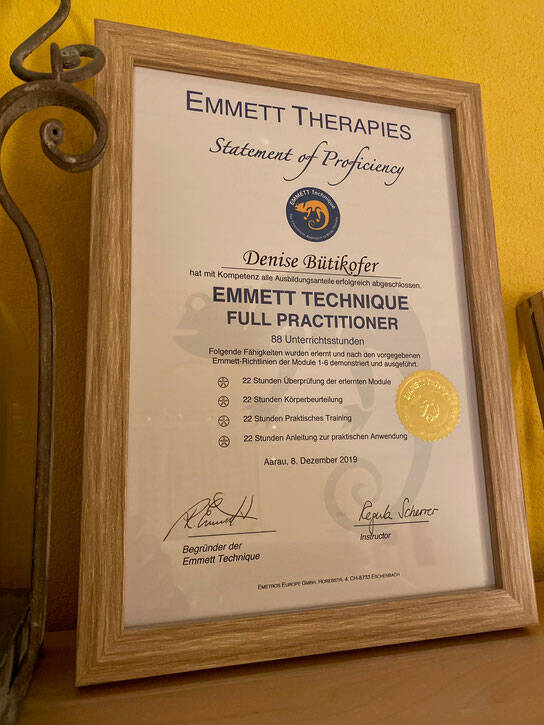 EMMETT THERAPIES
Statement of Proficiency
EMMETT Technique
Denise Bütikofer
hat mit Kompetenz alle Ausbildungsanteile erfolgreich abgeschlossen.
EMMETT TECHNIQUE
FULL PRACTITIONER
88 Unterrichtsstunden
Folgende Fähigkeiten wurden erlernt und nach den vorgegebenen
Emmett-Richtlinien der Module 1-6 demonstriert und ausgeführt.
22 Stunden Überprüfung der erlernten Module
22 Stunden Körperbeurteilung
22 Stunden Praktisches Training
22 Stunden Anleitung zur praktischen Anwendung
Aarau, 8. Dezember 2019
Regula Scherrer
Begründer der
Emmett Technique
Instructor
EMETROS EUROPE GMBH, HOREBSTR. 4, CH-8733 ESCHENBACH